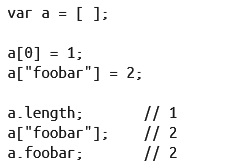 var a = [ ];
a[0] = 1;
a["foobar"] = 2;
a.length;       // 1
a["foobar"];    // 2
a.foobar;       // 2